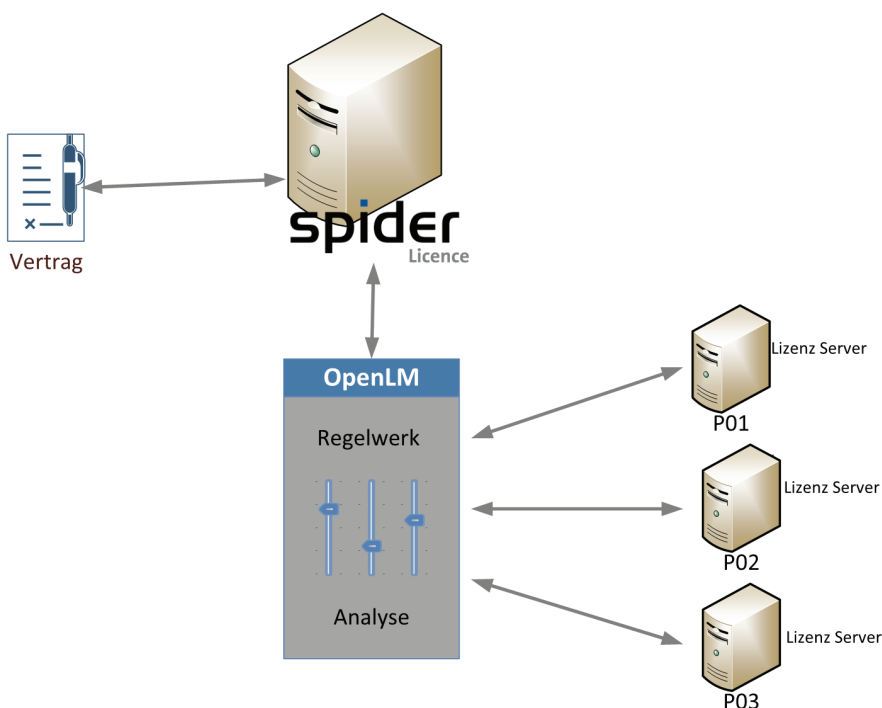 spider
Licence
Vertrag
OpenLM
Regelwerk
Analyse
Lizenz Server
P01
Lizenz Server
P02
Lizenz Server
P03